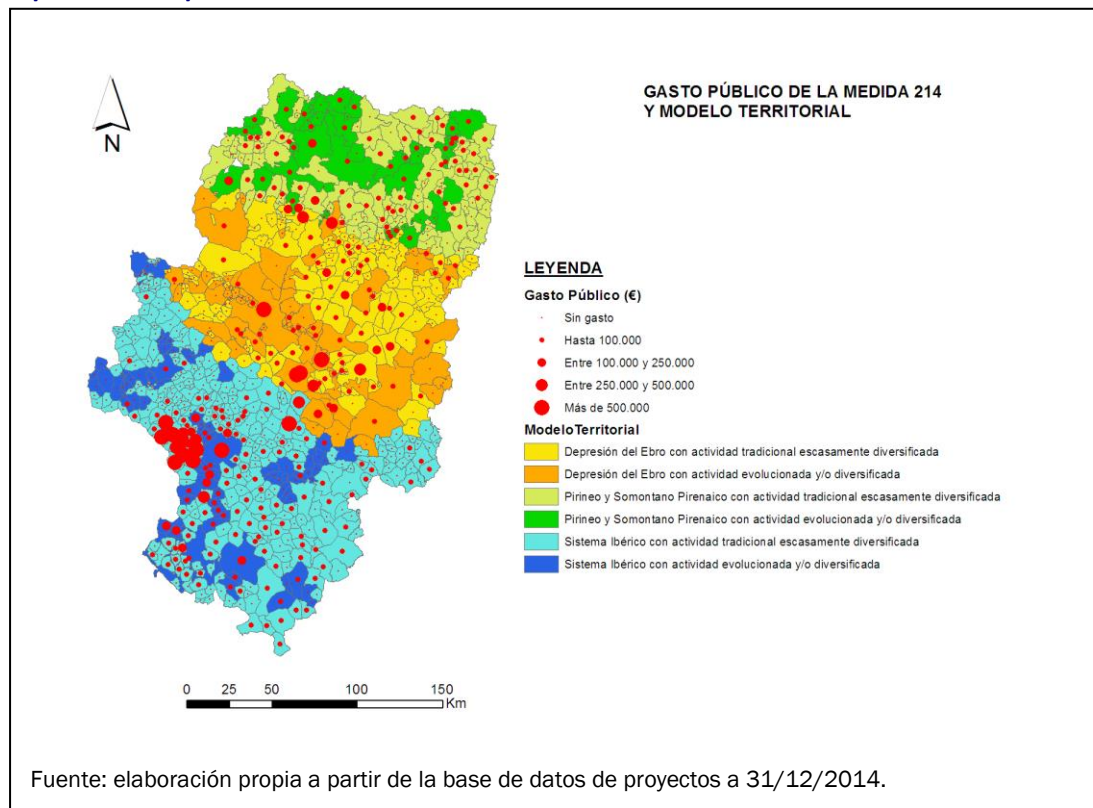 GASTO PÚBLICO DE LA MEDIDA 214
Y MODELO TERRITORIAL
N
LEYENDA
Gasto Público (€)
Sin gasto
Hasta 100.000
Entre 100.000 y 250.000
Entre 250.000 y 500.000
Más de 500.000
ModeloTerritorial
Depresión del Ebro con actividad tradicional escasamente diversificada
Depresión del Ebro con actividad evolucionada y/o diversificada
Pirineo y Somontano Pirenaico con actividad tradicional escasamente diversificada
Pirineo y Somontano Pirenaico con actividad evolucionada y/o diversificada
Sistema Ibérico con actividad tradicional escasamente diversificada
Sistema Ibérico con actividad evolucionada y/o diversificada
0 25 50 100 150
Km
Fuente: elaboración propia a partir de la base de datos de proyectos a 31/12/2014.